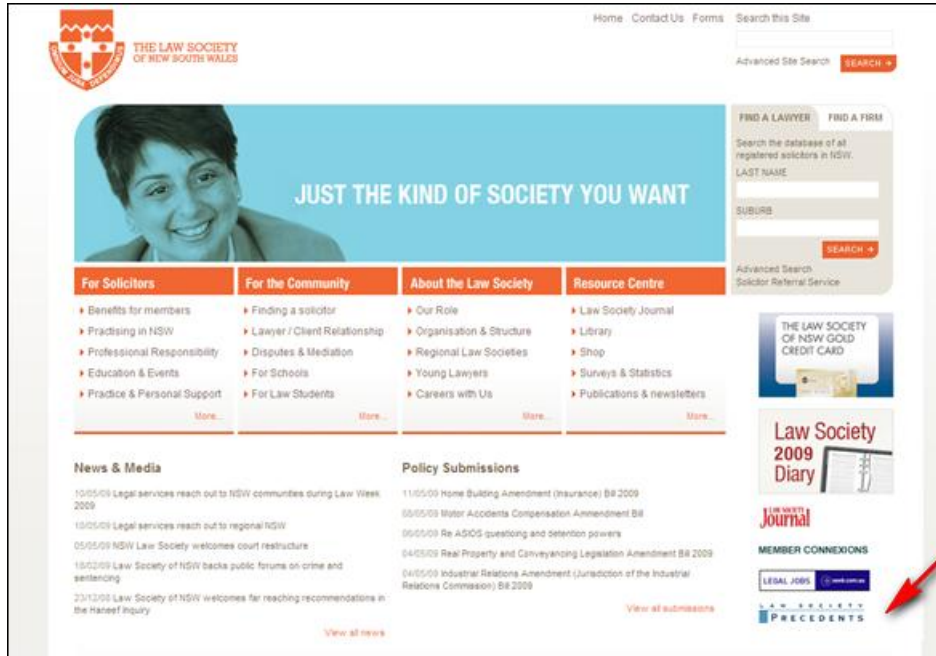 Home Contact Us Forms Search this Site
THE LAW SOCIETY
OF NEW SOUTH WALES
Advanced Site Search SEARCH
FIND A LAWYER FIND A FIRM
Search the database of all
registered solicitors in NSW.
LAST NAME
SUBURB
SEARCH
Advanced Search
Solicitor Referral Service
JUST THE KIND OF SOCIETY YOU WANT
For Solicitors
Benefits for members
Practising in NSW
Professional Responsibility
Education & Events
Practice & Personal Support
More...
For the Community
Finding a solicitor
Lawyer / Client Relationship
Disputes & Mediation
For Schools
For Law Students
More...
About the Law Society
Our Role
Organisation & Structure
Regional Law Societies
Young Lawyers
Careers with Us
More...
Resource Centre
Law Society Journal
Library
Shop
Surveys & Statistics
Publications & newsletters
More...
THE LAW SOCIETY
OF NSW GOLD
CREDIT CARD
Law Society
2009
Diary
LAW SOCIETY
Journal
MEMBER CONNEXIONS
LEGAL JOBS seek.com.au
LAW SOCIETY
PRECEDENTS
News & Media
10/05/09 Legal services reach out to NSW communities during Law Week
2009
10/05/09 Legal services reach out to regional NSW
05/05/09 NSW Law Society welcomes court restructure
18/02/09 Law Society of NSW backs public forums on crime and
sentencing
23/12/08 Law Society of NSW welcomes far reaching recommendations in
the Haneef inquiry
View all news
Policy Submissions
11/05/09 Home Building Amendment (Insurance) Bill 2009
08/05/09 Motor Accidents Compensation Ammendment Bill
06/05/09 Re ASIOS questioing and detention powers
04/05/09 Real Property and Conveyancing Legislation Amendment Bill 2009
04/05/09 Industrial Relations Amendment (Jurisdiction of the Industrial
Relations Commission) Bill 2009
View all submissions